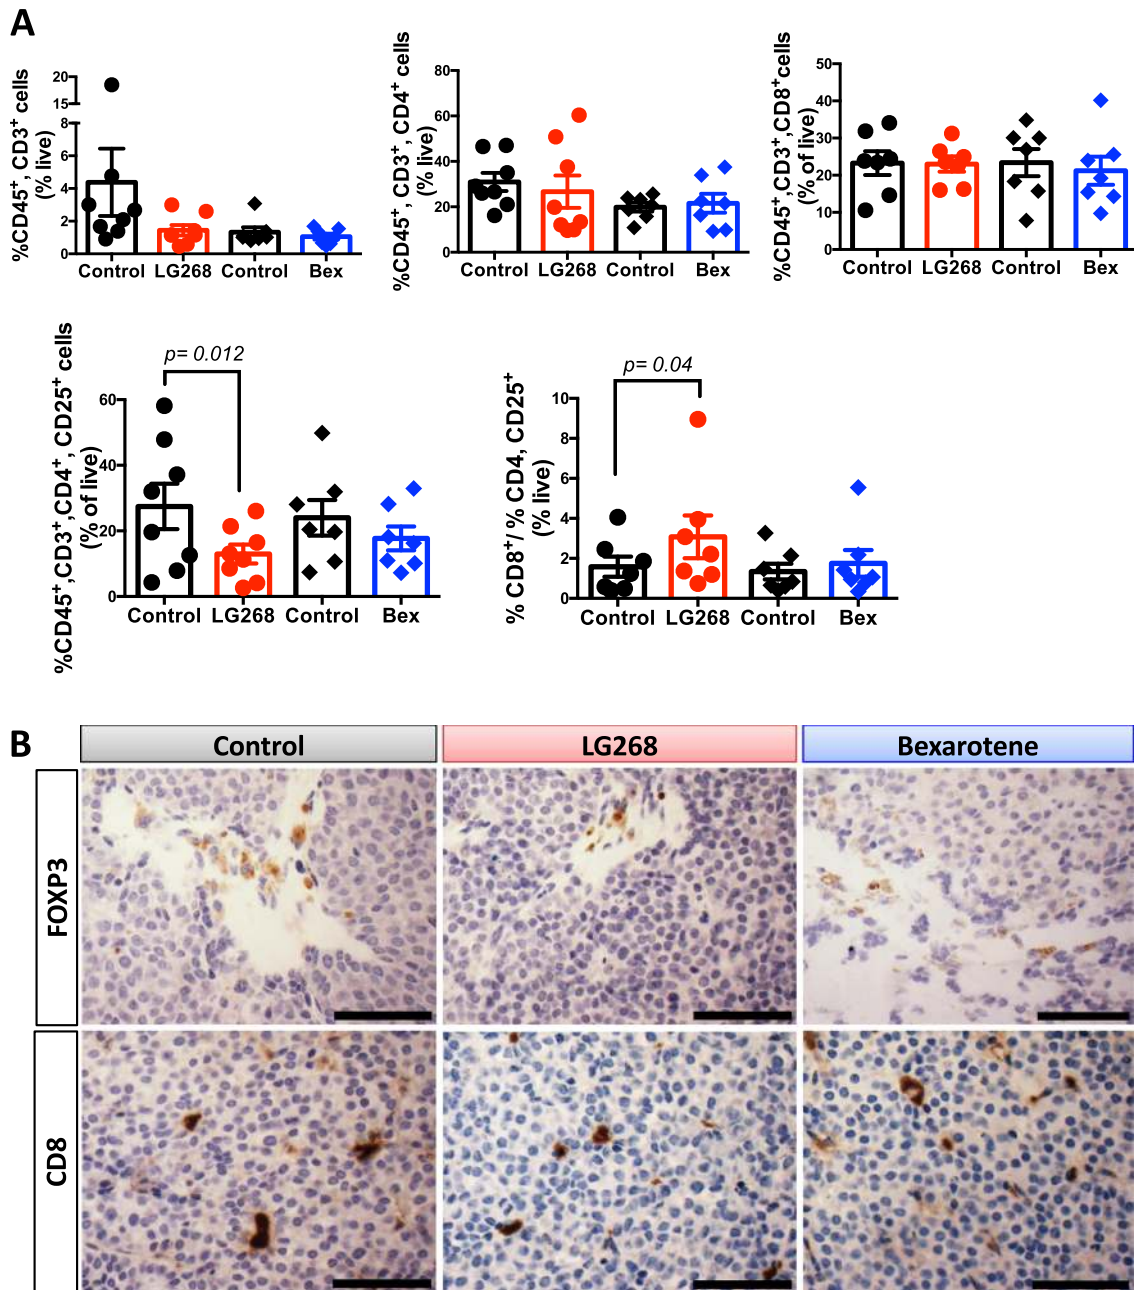 A
%CD45⁺, CD3⁺ cells
(% live)
20
15
8
6
4
2
0
Control LG268 Control Bex
%CD45⁺, CD3⁺, CD4⁺ cells
(% live)
80
60
40
20
0
Control LG268 Control Bex
%CD45⁺,CD3⁺,CD8⁺cells
(% of live)
50
40
30
20
10
0
Control LG268 Control Bex
%CD45⁺,CD3⁺,CD4⁺, CD25⁺ cells
(% of live)
p= 0.012
60
40
20
0
Control LG268 Control Bex
% CD8⁺/ % CD4, CD25⁺
(% live)
p= 0.04
10
8
6
4
2
0
Control LG268 Control Bex
B
Control LG268 Bexarotene
FOXP3
CD8